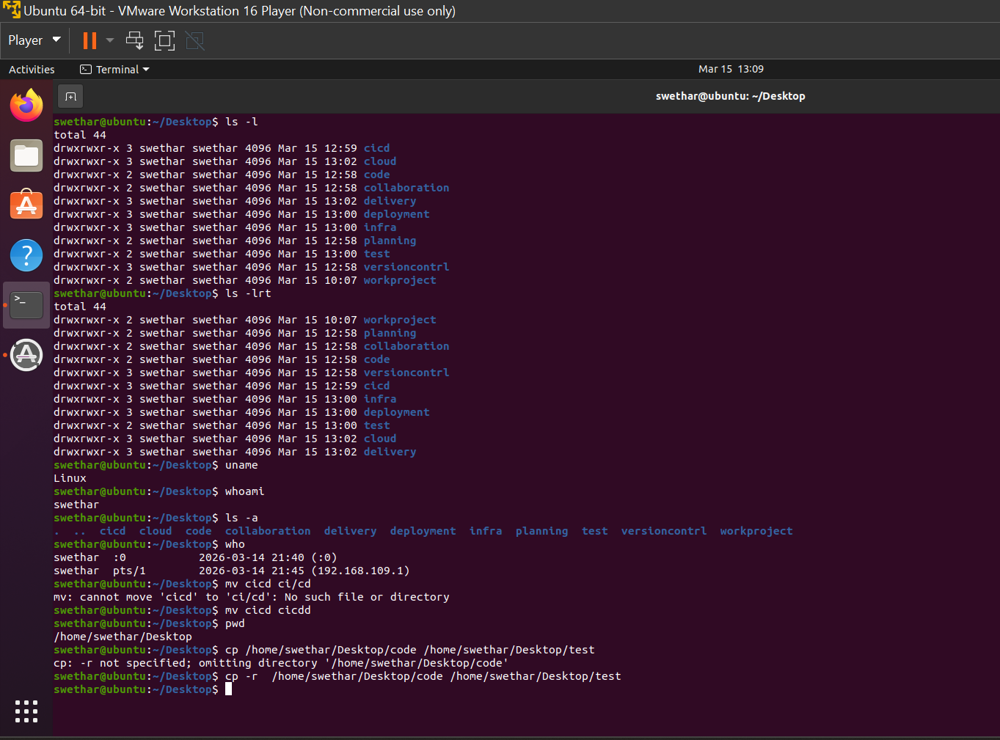 Ubuntu 64-bit - VMware Workstation 16 Player (Non-commercial use only)
Player
Activities Terminal Mar 15 13:09
swethar@ubuntu: ~/Desktop
swethar@ubuntu:~/Desktop$ ls -l
total 44
drwxrwxr-x 3 swethar swethar 4096 Mar 15 12:59 cicd
drwxrwxr-x 3 swethar swethar 4096 Mar 15 13:02 cloud
drwxrwxr-x 2 swethar swethar 4096 Mar 15 12:58 code
drwxrwxr-x 2 swethar swethar 4096 Mar 15 12:58 collaboration
drwxrwxr-x 3 swethar swethar 4096 Mar 15 13:02 delivery
drwxrwxr-x 3 swethar swethar 4096 Mar 15 13:00 deployment
drwxrwxr-x 3 swethar swethar 4096 Mar 15 13:00 infra
drwxrwxr-x 2 swethar swethar 4096 Mar 15 12:58 planning
drwxrwxr-x 2 swethar swethar 4096 Mar 15 13:00 test
drwxrwxr-x 3 swethar swethar 4096 Mar 15 12:58 versioncontrl
drwxrwxr-x 2 swethar swethar 4096 Mar 15 10:07 workproject
swethar@ubuntu:~/Desktop$ ls -lrt
total 44
drwxrwxr-x 2 swethar swethar 4096 Mar 15 10:07 workproject
drwxrwxr-x 2 swethar swethar 4096 Mar 15 12:58 planning
drwxrwxr-x 2 swethar swethar 4096 Mar 15 12:58 collaboration
drwxrwxr-x 2 swethar swethar 4096 Mar 15 12:58 code
drwxrwxr-x 3 swethar swethar 4096 Mar 15 12:58 versioncontrl
drwxrwxr-x 3 swethar swethar 4096 Mar 15 12:59 cicd
drwxrwxr-x 3 swethar swethar 4096 Mar 15 13:00 infra
drwxrwxr-x 3 swethar swethar 4096 Mar 15 13:00 deployment
drwxrwxr-x 2 swethar swethar 4096 Mar 15 13:00 test
drwxrwxr-x 3 swethar swethar 4096 Mar 15 13:02 cloud
drwxrwxr-x 3 swethar swethar 4096 Mar 15 13:02 delivery
swethar@ubuntu:~/Desktop$ uname
Linux
swethar@ubuntu:~/Desktop$ whoami
swethar
swethar@ubuntu:~/Desktop$ ls -a
.  ..  cicd  cloud  code  collaboration  delivery  deployment  infra  planning  test  versioncontrl  workproject
swethar@ubuntu:~/Desktop$ who
swethar  :0           2026-03-14 21:40 (:0)
swethar  pts/1        2026-03-14 21:45 (192.168.109.1)
swethar@ubuntu:~/Desktop$ mv cicd ci/cd
mv: cannot move 'cicd' to 'ci/cd': No such file or directory
swethar@ubuntu:~/Desktop$ mv cicd cicdd
swethar@ubuntu:~/Desktop$ pwd
/home/swethar/Desktop
swethar@ubuntu:~/Desktop$ cp /home/swethar/Desktop/code /home/swethar/Desktop/test
cp: -r not specified; omitting directory '/home/swethar/Desktop/code'
swethar@ubuntu:~/Desktop$ cp -r  /home/swethar/Desktop/code /home/swethar/Desktop/test
swethar@ubuntu:~/Desktop$